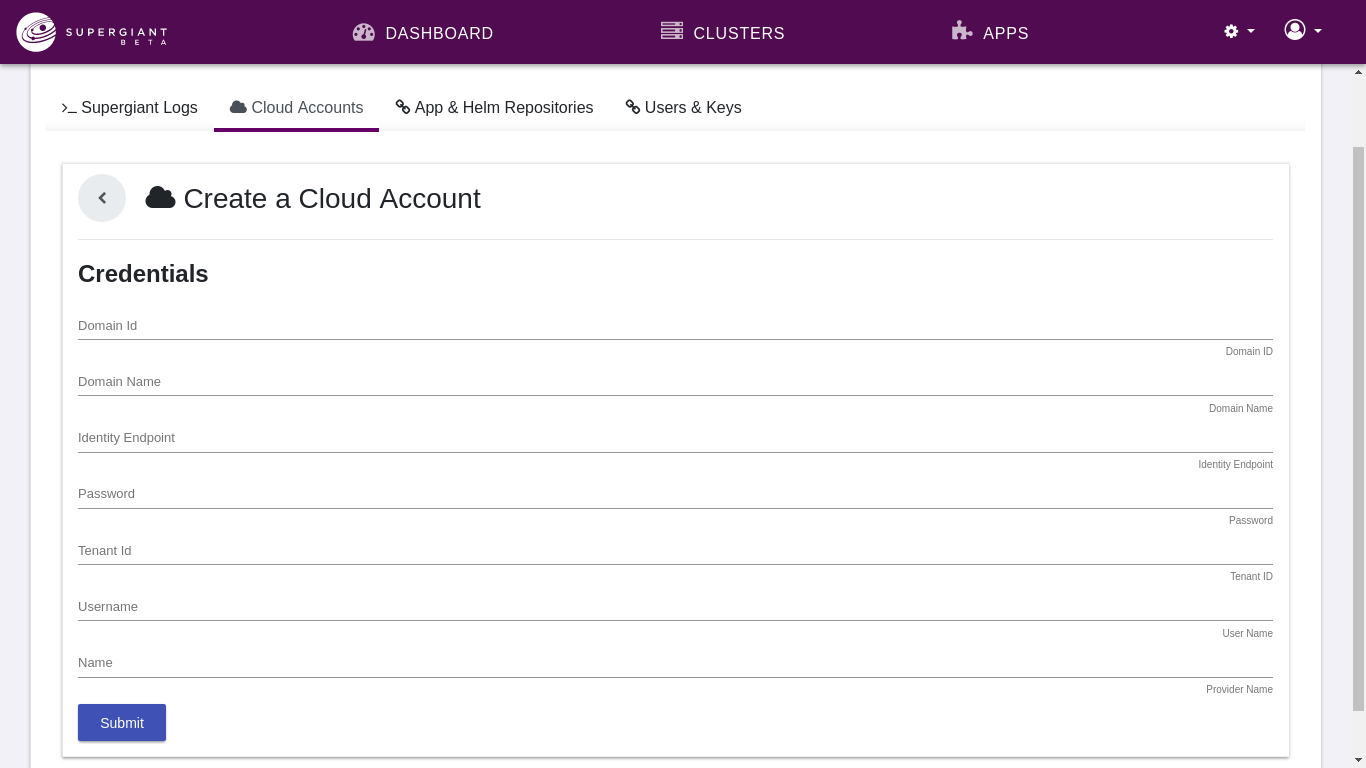 SUPERGIANT
BETA
DASHBOARD
CLUSTERS
APPS
Supergiant Logs
Cloud Accounts
App & Helm Repositories
Users & Keys
Create a Cloud Account
Credentials
Domain Id
Domain ID
Domain Name
Domain Name
Identity Endpoint
Identity Endpoint
Password
Password
Tenant Id
Tenant ID
Username
User Name
Name
Provider Name
Submit